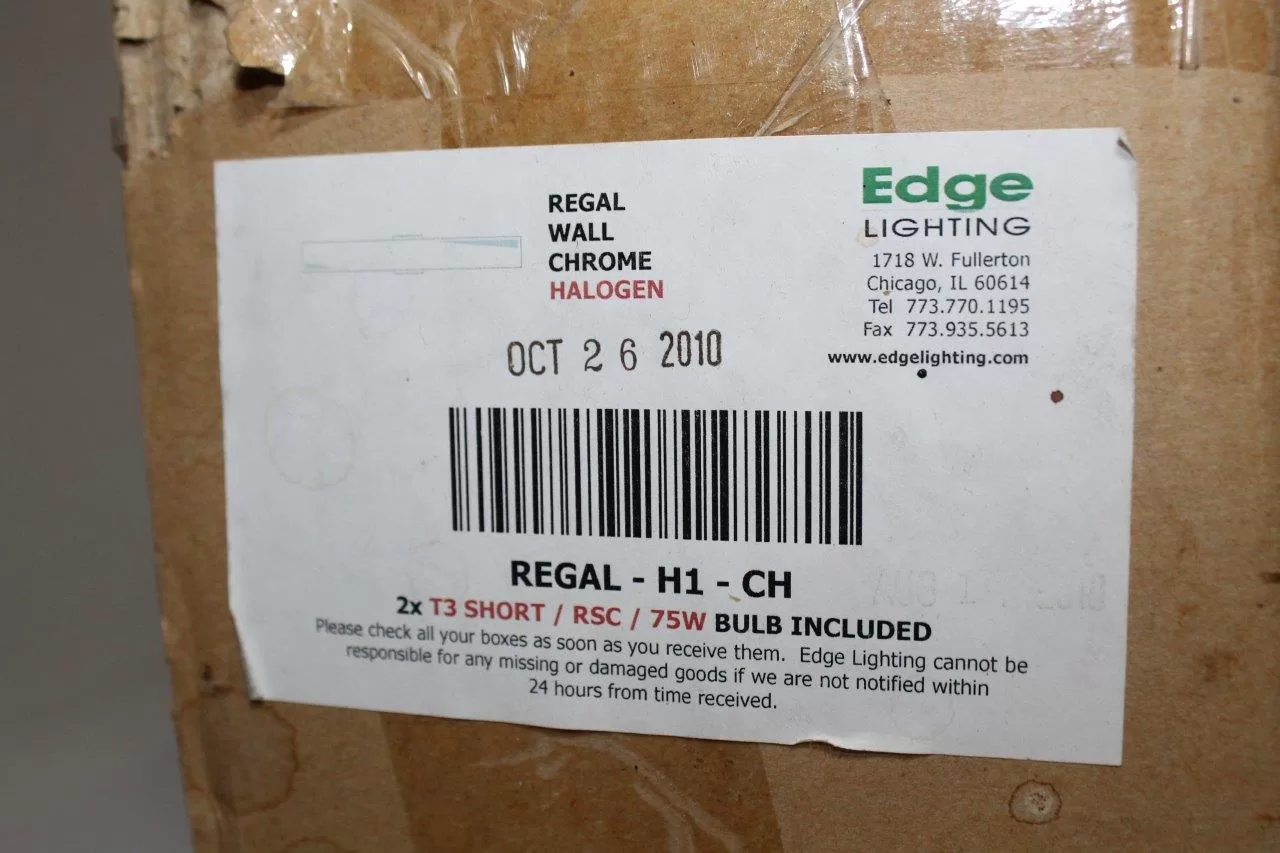 REGAL
WALL
CHROME
HALOGEN
Edge
LIGHTING
1718 W. Fullerton
Chicago, IL 60614
Tel 773.770.1195
Fax 773.935.5613
www.edgelighting.com
OCT 26 2010
REGAL - H1 - CH
2x T3 SHORT / RSC / 75W BULB INCLUDED
Please check all your boxes as soon as you receive them. Edge Lighting cannot be
responsible for any missing or damaged goods if we are not notified within
24 hours from time received.